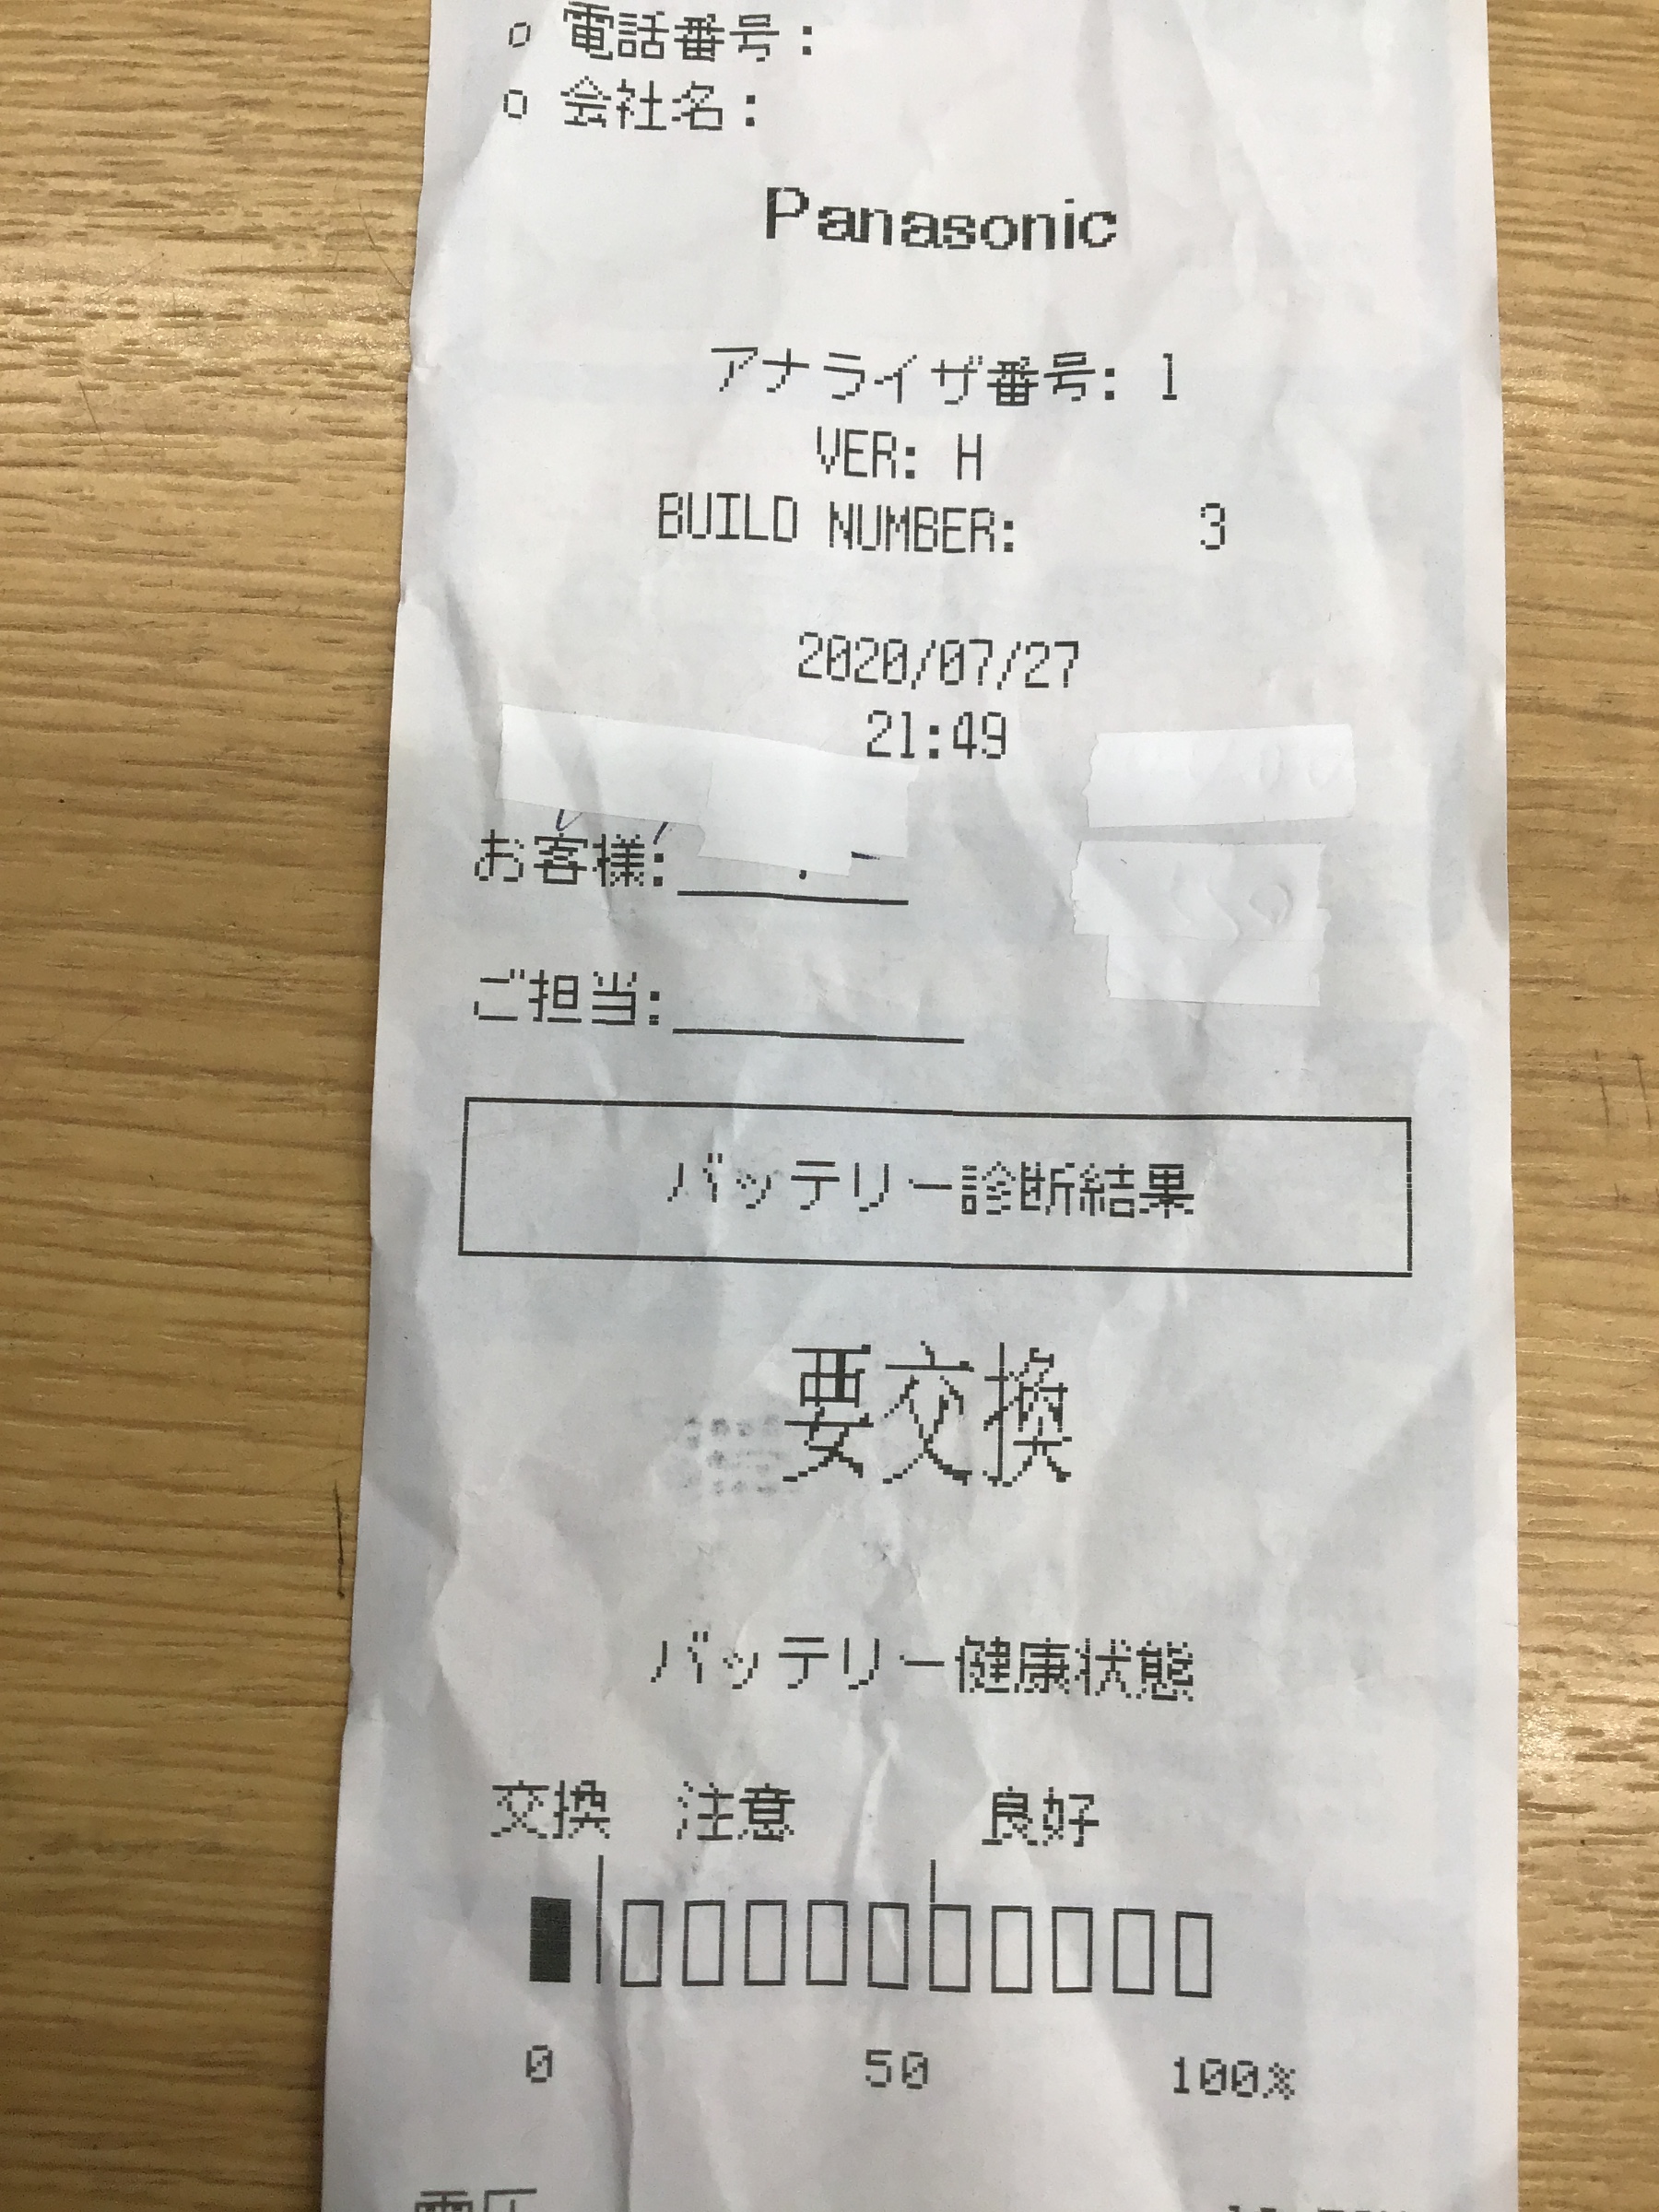 o 電話番号:
o 会社名:
Panasonic
アナライザ番号: 1
VER: H
BUILD NUMBER: 3
2020/07/27
21:49
お客様:
ご担当:
バッテリー診断結果
要交換
バッテリー健康状態
交換 注意 良好
0 50 100%
電圧